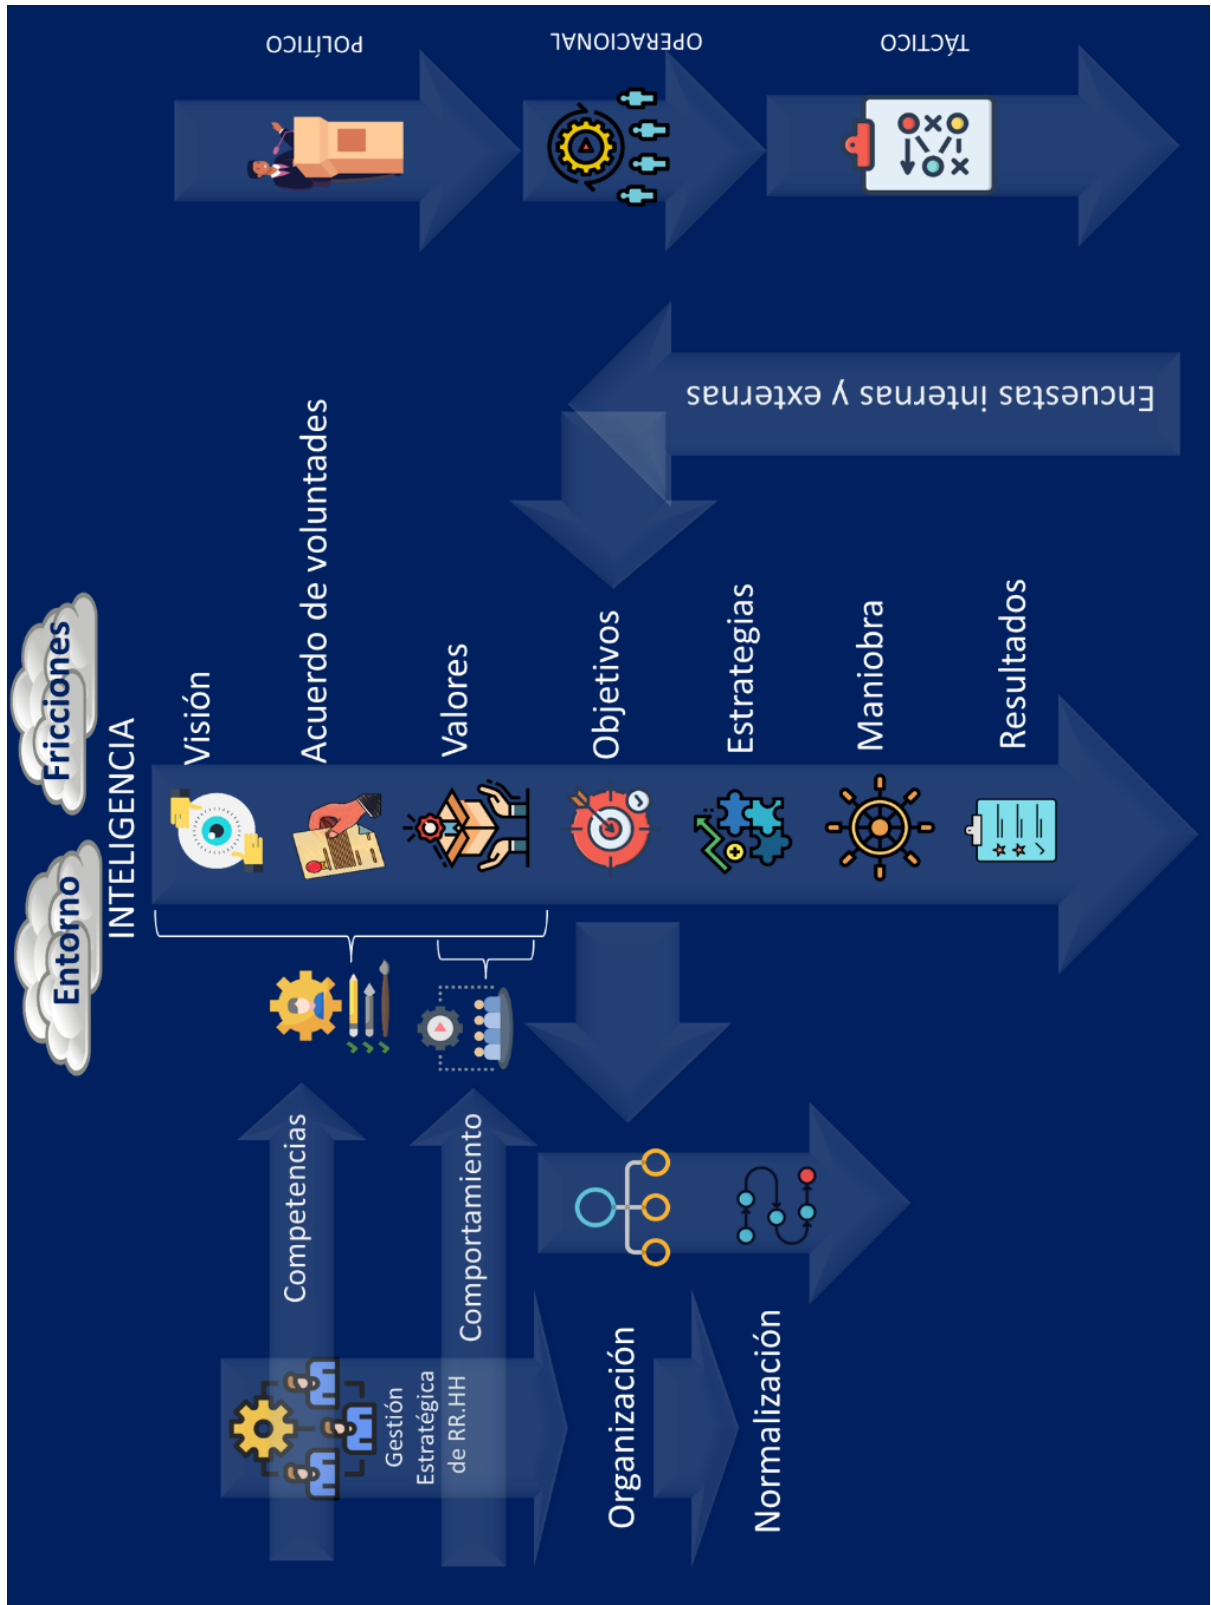 Entorno
Fricciones
INTELIGENCIA
POLÍTICO
OPERACIONAL
TÁCTICO
Visión
Acuerdo de voluntades
Valores
Objetivos
Estrategias
Maniobra
Resultados
Encuestas internas y externas
Competencias
Comportamiento
Gestión
Estratégica
de RR.HH
Organización
Normalización